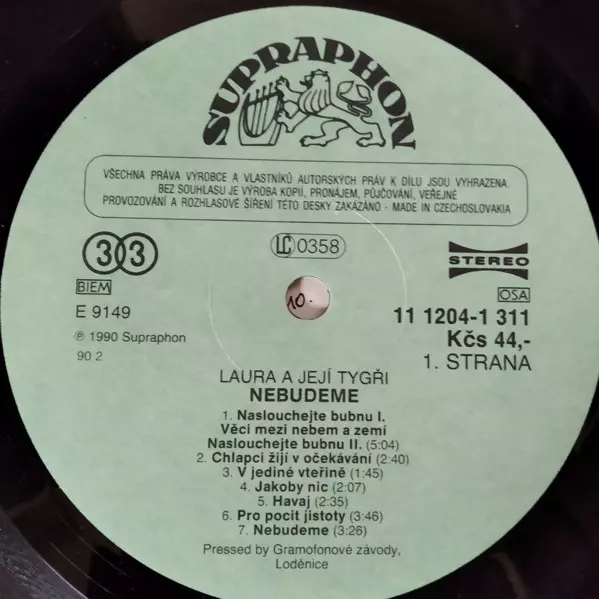 SUPRAPHON
VŠECHNA PRÁVA VÝROBCE A VLASTNÍKŮ AUTORSKÝCH PRÁV K DÍLU JSOU VYHRAZENA.
BEZ SOUHLASU JE VÝROBA KOPIÍ, PRONÁJEM, PŮJČOVÁNÍ, VEŘEJNÉ
PROVOZOVÁNÍ A ROZHLASOVÉ ŠÍŘENÍ TÉTO DESKY ZAKÁZÁNO - MADE IN CZECHOSLOVAKIA
33
LC 0358
STEREO
BIEM
OSA
10.
E 9149
11 1204-1 311
Kčs 44,-
℗ 1990 Supraphon
90 2
1. STRANA
LAURA A JEJÍ TYGŘI
NEBUDEME
1. Naslouchejte bubnu I.
Věci mezi nebem a zemí
Naslouchejte bubnu II. (5:04)
2. Chlapci žijí v očekávání (2:40)
3. V jediné vteřině (1:45)
4. Jakoby nic (2:07)
5. Havaj (2:35)
6. Pro pocit jistoty (3:46)
7. Nebudeme (3:26)
Pressed by Gramofonové závody,
Loděnice